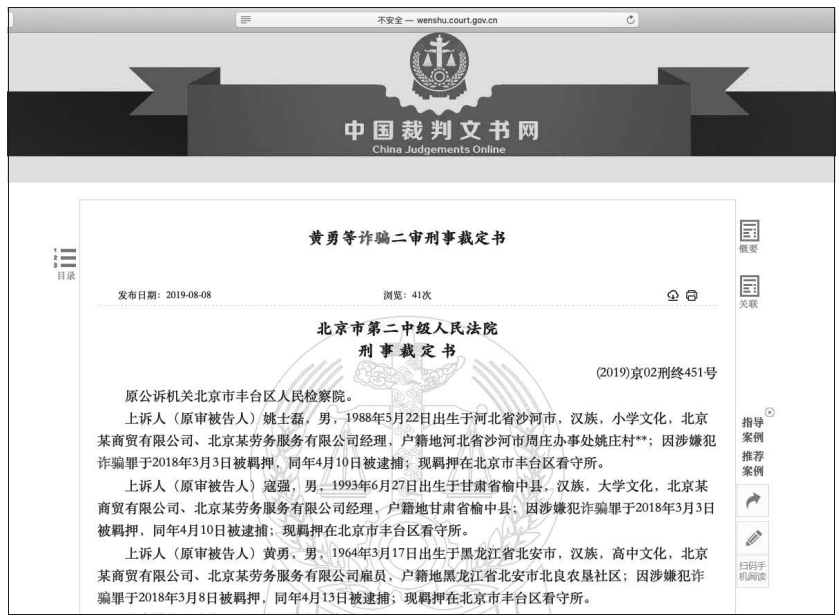 不安全 — wenshu.court.gov.cn
中国裁判文书网
China Judgements Online
黄勇等诈骗二审刑事裁定书
概要
1
2
3
目录
发布日期：2019-08-08
浏览：41次
关联
北京市第二中级人民法院
刑事裁定书
(2019)京02刑终451号
原公诉机关北京市丰台区人民检察院。
上诉人（原审被告人）姚士磊，男，1988年5月22日出生于河北省沙河市，汉族，小学文化，北京
某商贸有限公司、北京某劳务服务有限公司经理，户籍地河北省沙河市周庄办事处姚庄村**；因涉嫌犯
诈骗罪于2018年3月3日被羁押，同年4月10日被逮捕；现羁押在北京市丰台区看守所。
上诉人（原审被告人）寇强，男，1993年6月27日出生于甘肃省榆中县，汉族，大学文化，北京某
商贸有限公司、北京某劳务服务有限公司经理，户籍地甘肃省榆中县；因涉嫌犯诈骗罪于2018年3月3日
被羁押，同年4月10日被逮捕；现羁押在北京市丰台区看守所。
上诉人（原审被告人）黄勇，男，1964年3月17日出生于黑龙江省北安市，汉族，高中文化，北京
某商贸有限公司、北京某劳务服务有限公司雇员，户籍地黑龙江省北安市北良农垦社区；因涉嫌犯诈
骗罪于2018年3月8日被羁押，同年4月13日被逮捕；现羁押在北京市丰台区看守所。
指导
案例
推荐
案例
扫码手
机阅读